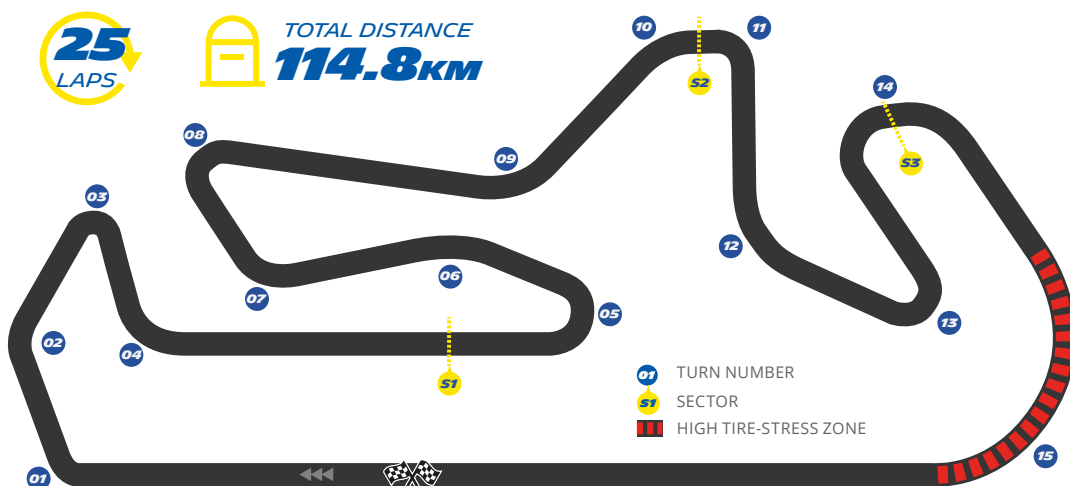 25
LAPS
TOTAL DISTANCE
114.8KM
10
11
S2
14
08
09
S3
03
12
06
07
05
13
02
04
S1
01 TURN NUMBER
S1 SECTOR
HIGH TIRE-STRESS ZONE
15
01